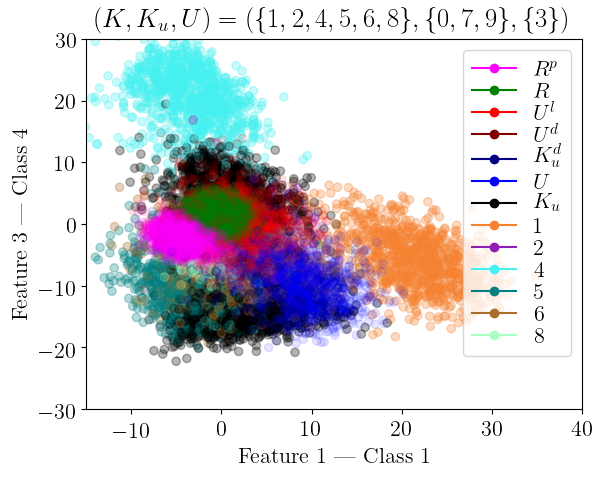 (K, K_u, U) = ({1, 2, 4, 5, 6, 8}, {0, 7, 9}, {3})
30
20
10
0
−10
−20
−30
Feature 3 — Class 4
R^p
R
U^l
U^d
K_u^d
U
K_u
1
2
4
5
6
8
−10
0
10
20
30
40
Feature 1 — Class 1